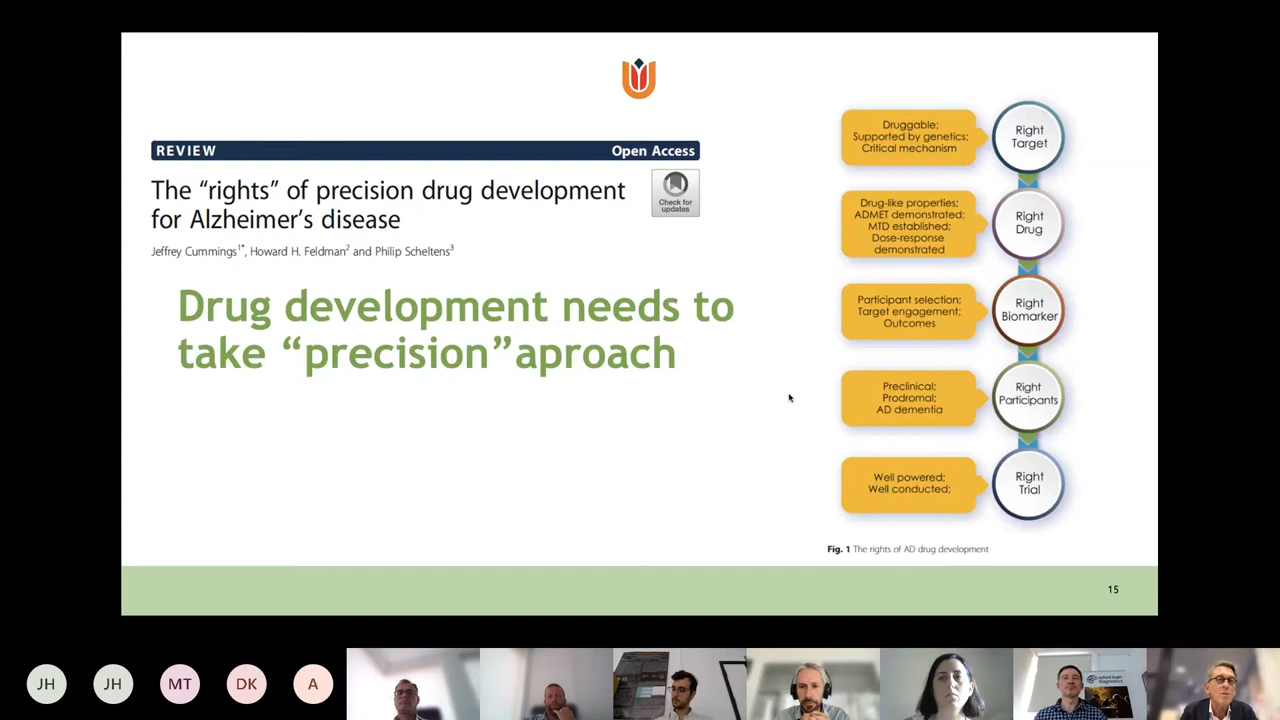 REVIEW Open Access
The “rights” of precision drug development
for Alzheimer’s disease
Check for
updates
Jeffrey Cummings1*, Howard H. Feldman2 and Philip Scheltens3
Drug development needs to
take “precision”aproach
Druggable;
Supported by genetics;
Critical mechanism
Right
Target
Drug-like properties;
ADMET demonstrated;
MTD established;
Dose-response
demonstrated
Right
Drug
Participant selection;
Target engagement;
Outcomes
Right
Biomarker
Preclinical;
Prodromal;
AD dementia
Right
Participants
Well powered;
Well conducted;
Right
Trial
Fig. 1 The rights of AD drug development
15
JH
JH
MT
DK
A
oxford brain
diagnostics